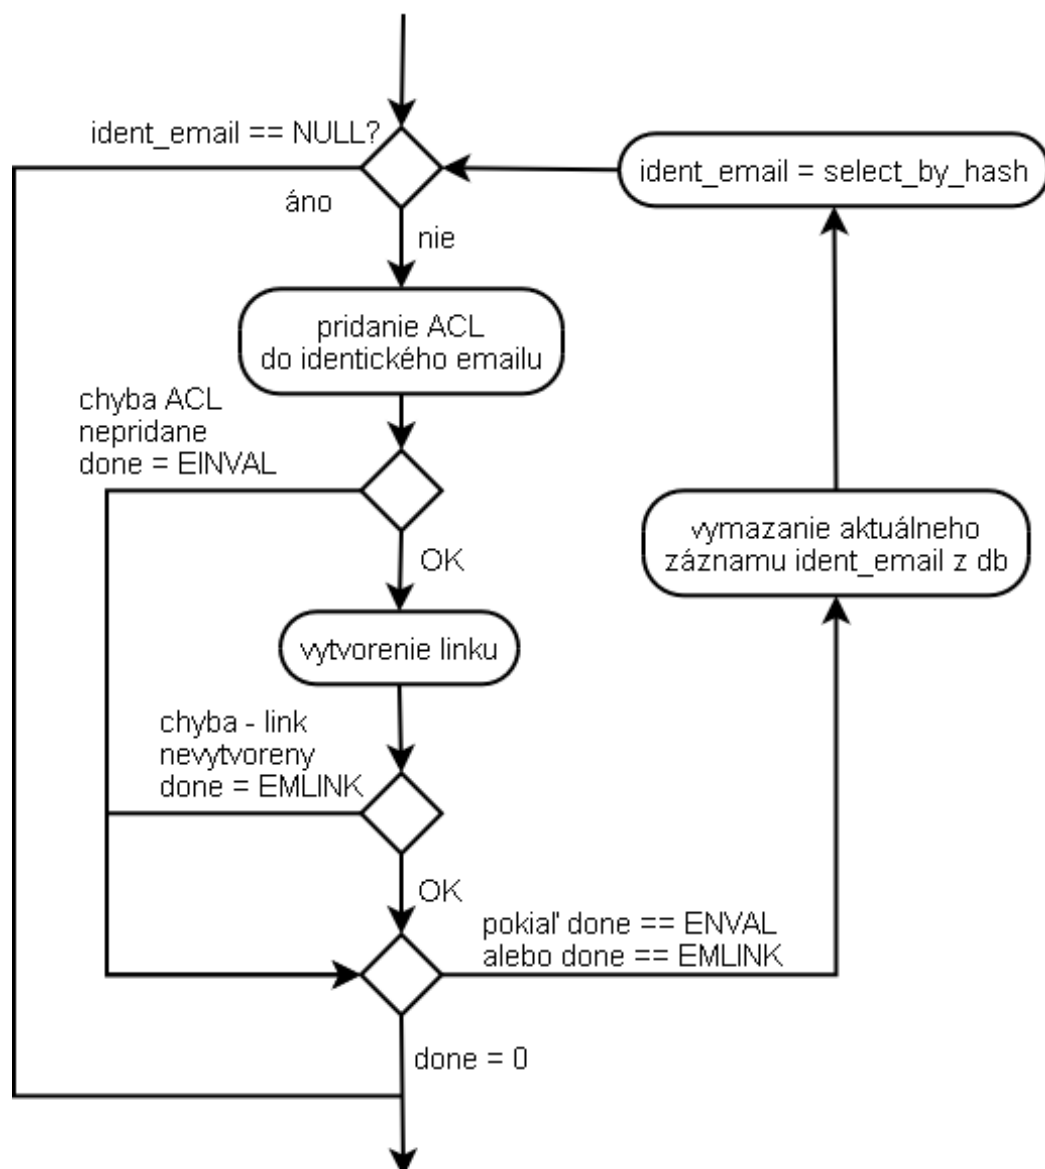 ident_email == NULL?
ident_email = select_by_hash
áno
nie
pridanie ACL
do identického emailu
chyba ACL
nepridane
done = EINVAL
vymazanie aktuálneho
záznamu ident_email z db
OK
vytvorenie linku
chyba - link
nevytvoreny
done = EMLINK
OK
pokiaľ done == ENVAL
alebo done == EMLINK
done = 0